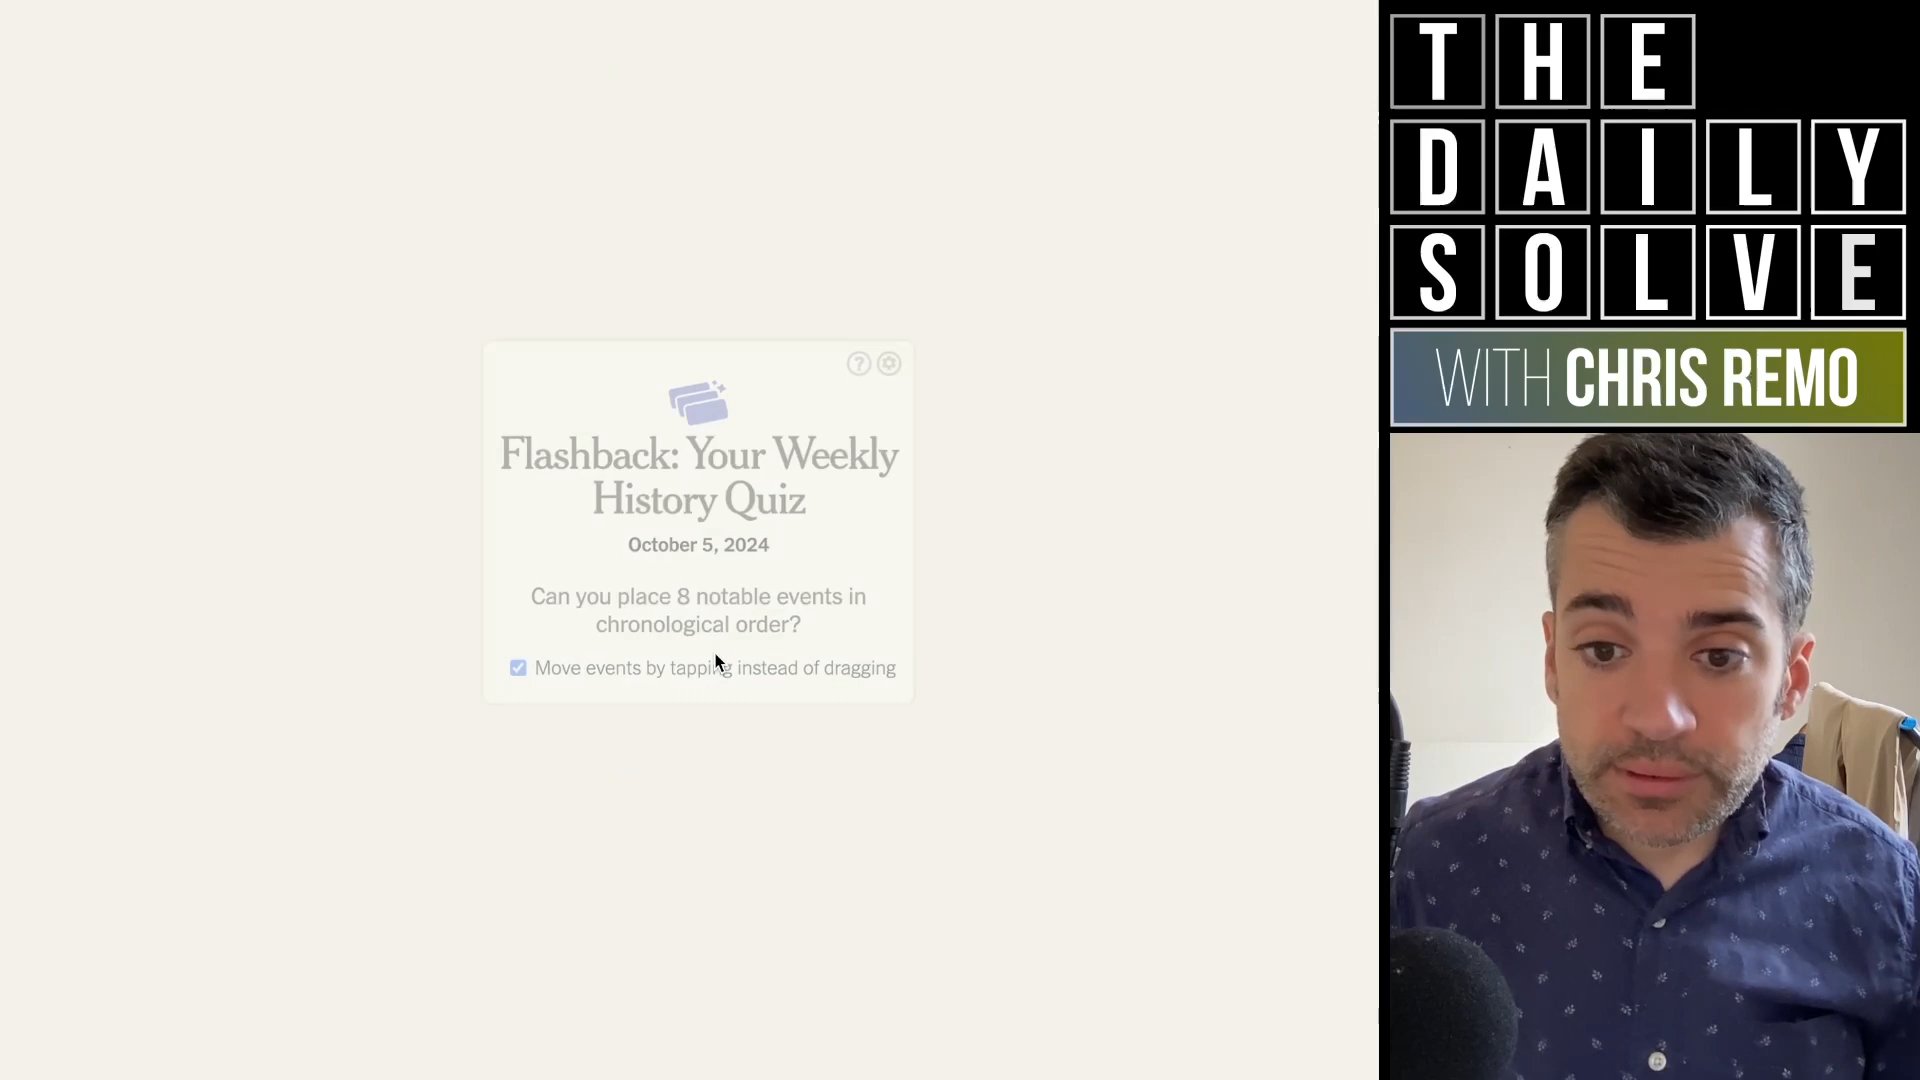 THE
DAILY
SOLVE
WITH CHRIS REMO
?
Flashback: Your Weekly
History Quiz
October 5, 2024
Can you place 8 notable events in
chronological order?
Move events by tapping instead of dragging